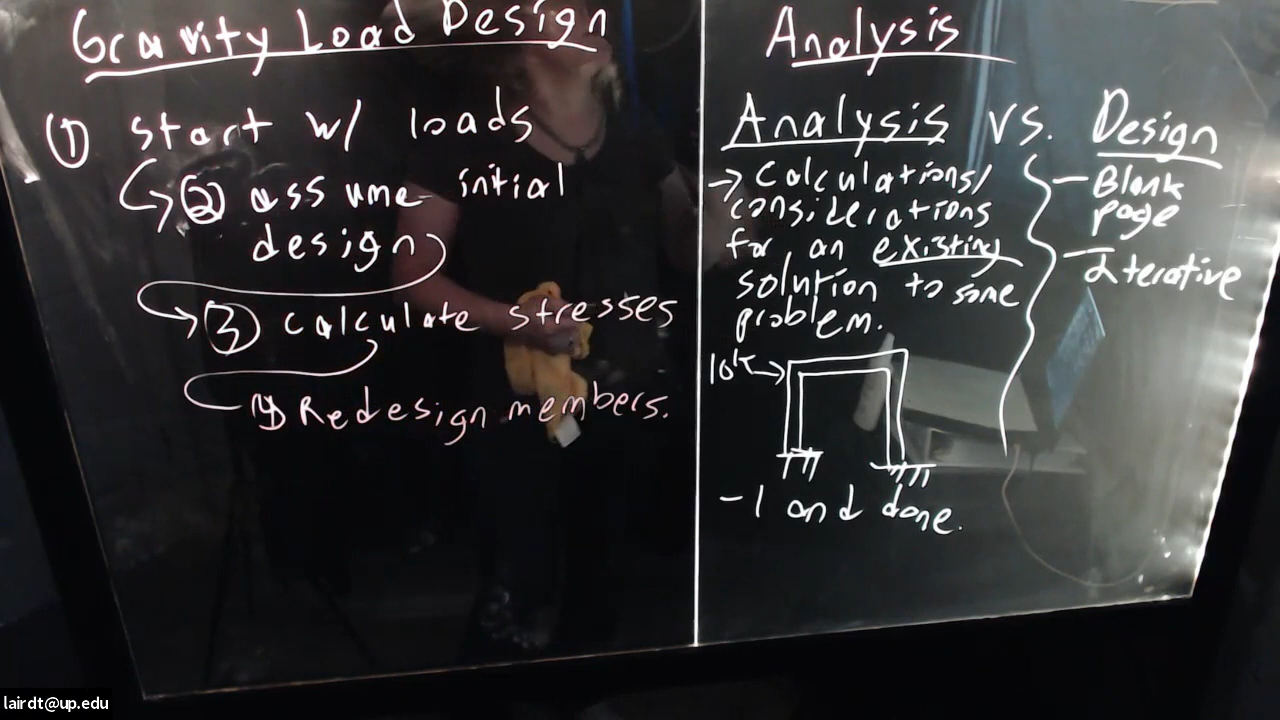 Gravity Load Design
① start w/ loads
② assume initial
design
③ calculate stresses
④ Redesign members.
Analysis
Analysis vs. Design
→ Calculations/
considerations
for an existing
solution to some
problem.
10k
- 1 and done.
- Blank
page
- Iterative
lairdt@up.edu